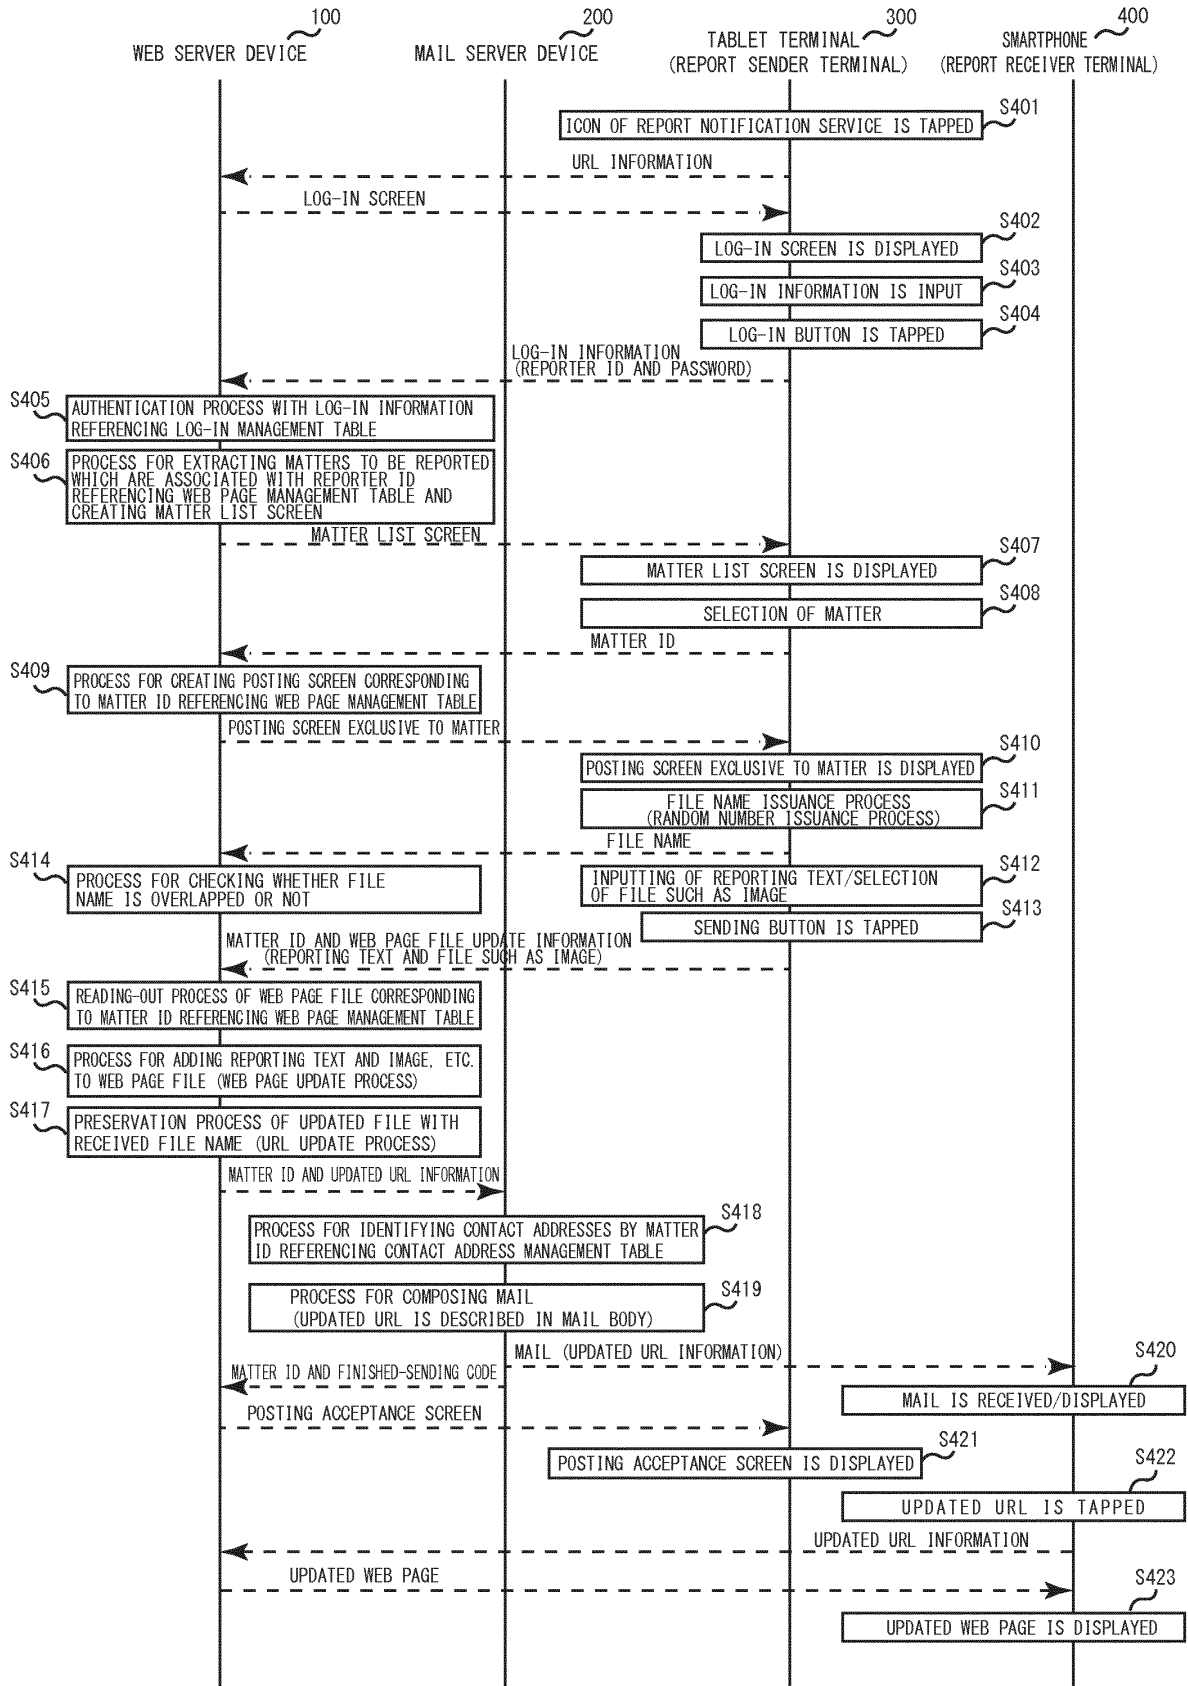 100
WEB SERVER DEVICE
200
MAIL SERVER DEVICE
300
TABLET TERMINAL
(REPORT SENDER TERMINAL)
400
SMARTPHONE
(REPORT RECEIVER TERMINAL)
S401
ICON OF REPORT NOTIFICATION SERVICE IS TAPPED
URL INFORMATION
LOG-IN SCREEN
S402
LOG-IN SCREEN IS DISPLAYED
S403
LOG-IN INFORMATION IS INPUT
S404
LOG-IN BUTTON IS TAPPED
LOG-IN INFORMATION
(REPORTER ID AND PASSWORD)
S405
AUTHENTICATION PROCESS WITH LOG-IN INFORMATION
REFERENCING LOG-IN MANAGEMENT TABLE
S406
PROCESS FOR EXTRACTING MATTERS TO BE REPORTED
WHICH ARE ASSOCIATED WITH REPORTER ID
REFERENCING WEB PAGE MANAGEMENT TABLE AND
CREATING MATTER LIST SCREEN
MATTER LIST SCREEN
S407
MATTER LIST SCREEN IS DISPLAYED
S408
SELECTION OF MATTER
MATTER ID
S409
PROCESS FOR CREATING POSTING SCREEN CORRESPONDING
TO MATTER ID REFERENCING WEB PAGE MANAGEMENT TABLE
POSTING SCREEN EXCLUSIVE TO MATTER
S410
POSTING SCREEN EXCLUSIVE TO MATTER IS DISPLAYED
S411
FILE NAME ISSUANCE PROCESS
(RANDOM NUMBER ISSUANCE PROCESS)
FILE NAME
S414
PROCESS FOR CHECKING WHETHER FILE
NAME IS OVERLAPPED OR NOT
S412
INPUTTING OF REPORTING TEXT/SELECTION
OF FILE SUCH AS IMAGE
S413
SENDING BUTTON IS TAPPED
MATTER ID AND WEB PAGE FILE UPDATE INFORMATION
(REPORTING TEXT AND FILE SUCH AS IMAGE)
S415
READING-OUT PROCESS OF WEB PAGE FILE CORRESPONDING
TO MATTER ID REFERENCING WEB PAGE MANAGEMENT TABLE
S416
PROCESS FOR ADDING REPORTING TEXT AND IMAGE, ETC.
TO WEB PAGE FILE (WEB PAGE UPDATE PROCESS)
S417
PRESERVATION PROCESS OF UPDATED FILE WITH
RECEIVED FILE NAME (URL UPDATE PROCESS)
MATTER ID AND UPDATED URL INFORMATION
S418
PROCESS FOR IDENTIFYING CONTACT ADDRESSES BY MATTER
ID REFERENCING CONTACT ADDRESS MANAGEMENT TABLE
S419
PROCESS FOR COMPOSING MAIL
(UPDATED URL IS DESCRIBED IN MAIL BODY)
MAIL (UPDATED URL INFORMATION)
S420
MATTER ID AND FINISHED-SENDING CODE
MAIL IS RECEIVED/DISPLAYED
POSTING ACCEPTANCE SCREEN
S421
POSTING ACCEPTANCE SCREEN IS DISPLAYED
S422
UPDATED URL IS TAPPED
UPDATED URL INFORMATION
UPDATED WEB PAGE
S423
UPDATED WEB PAGE IS DISPLAYED